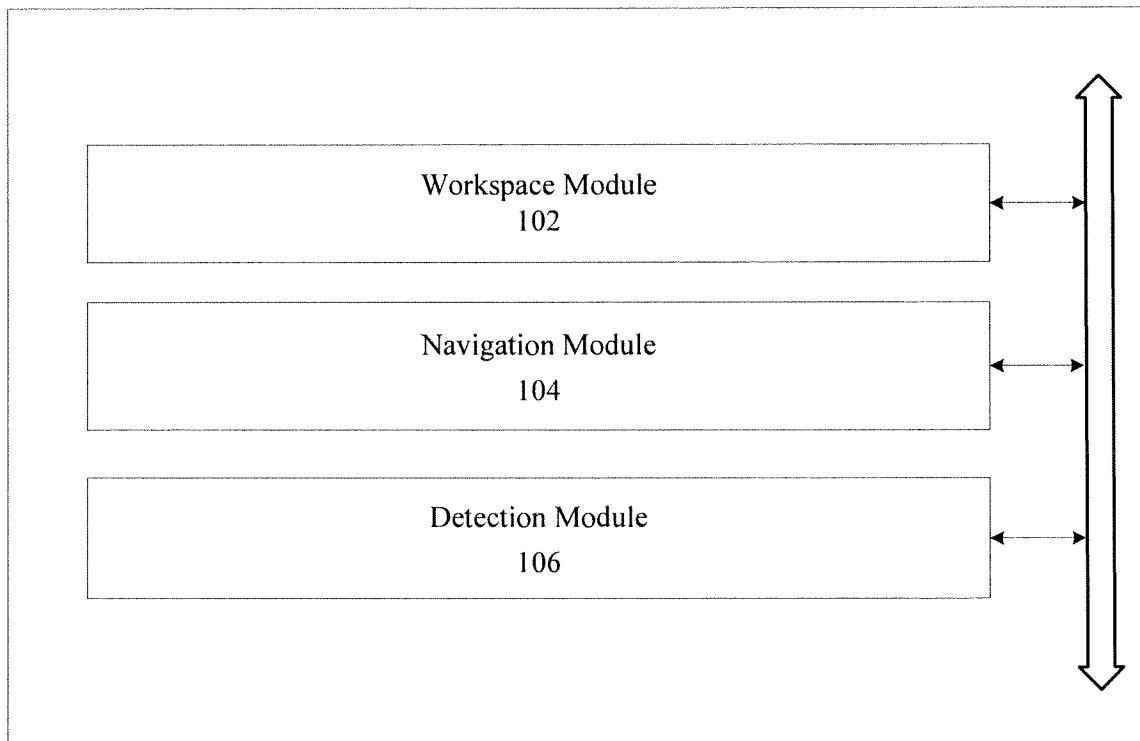 Workspace Module
102
Navigation Module
104
Detection Module
106